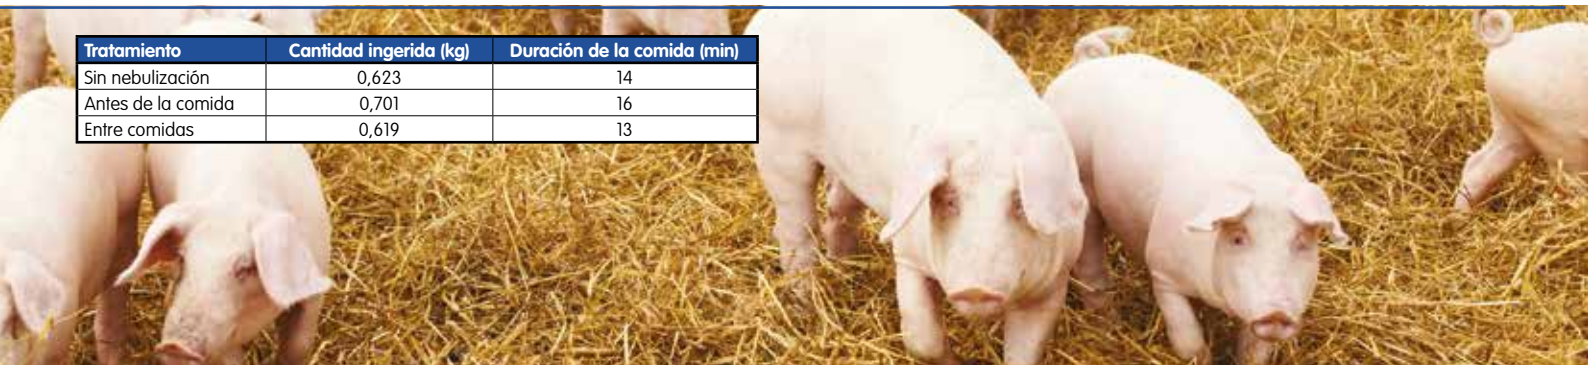 Tratamiento Cantidad ingerida (kg) Duración de la comida (min)
Sin nebulización 0,623 14
Antes de la comida 0,701 16
Entre comidas 0,619 13